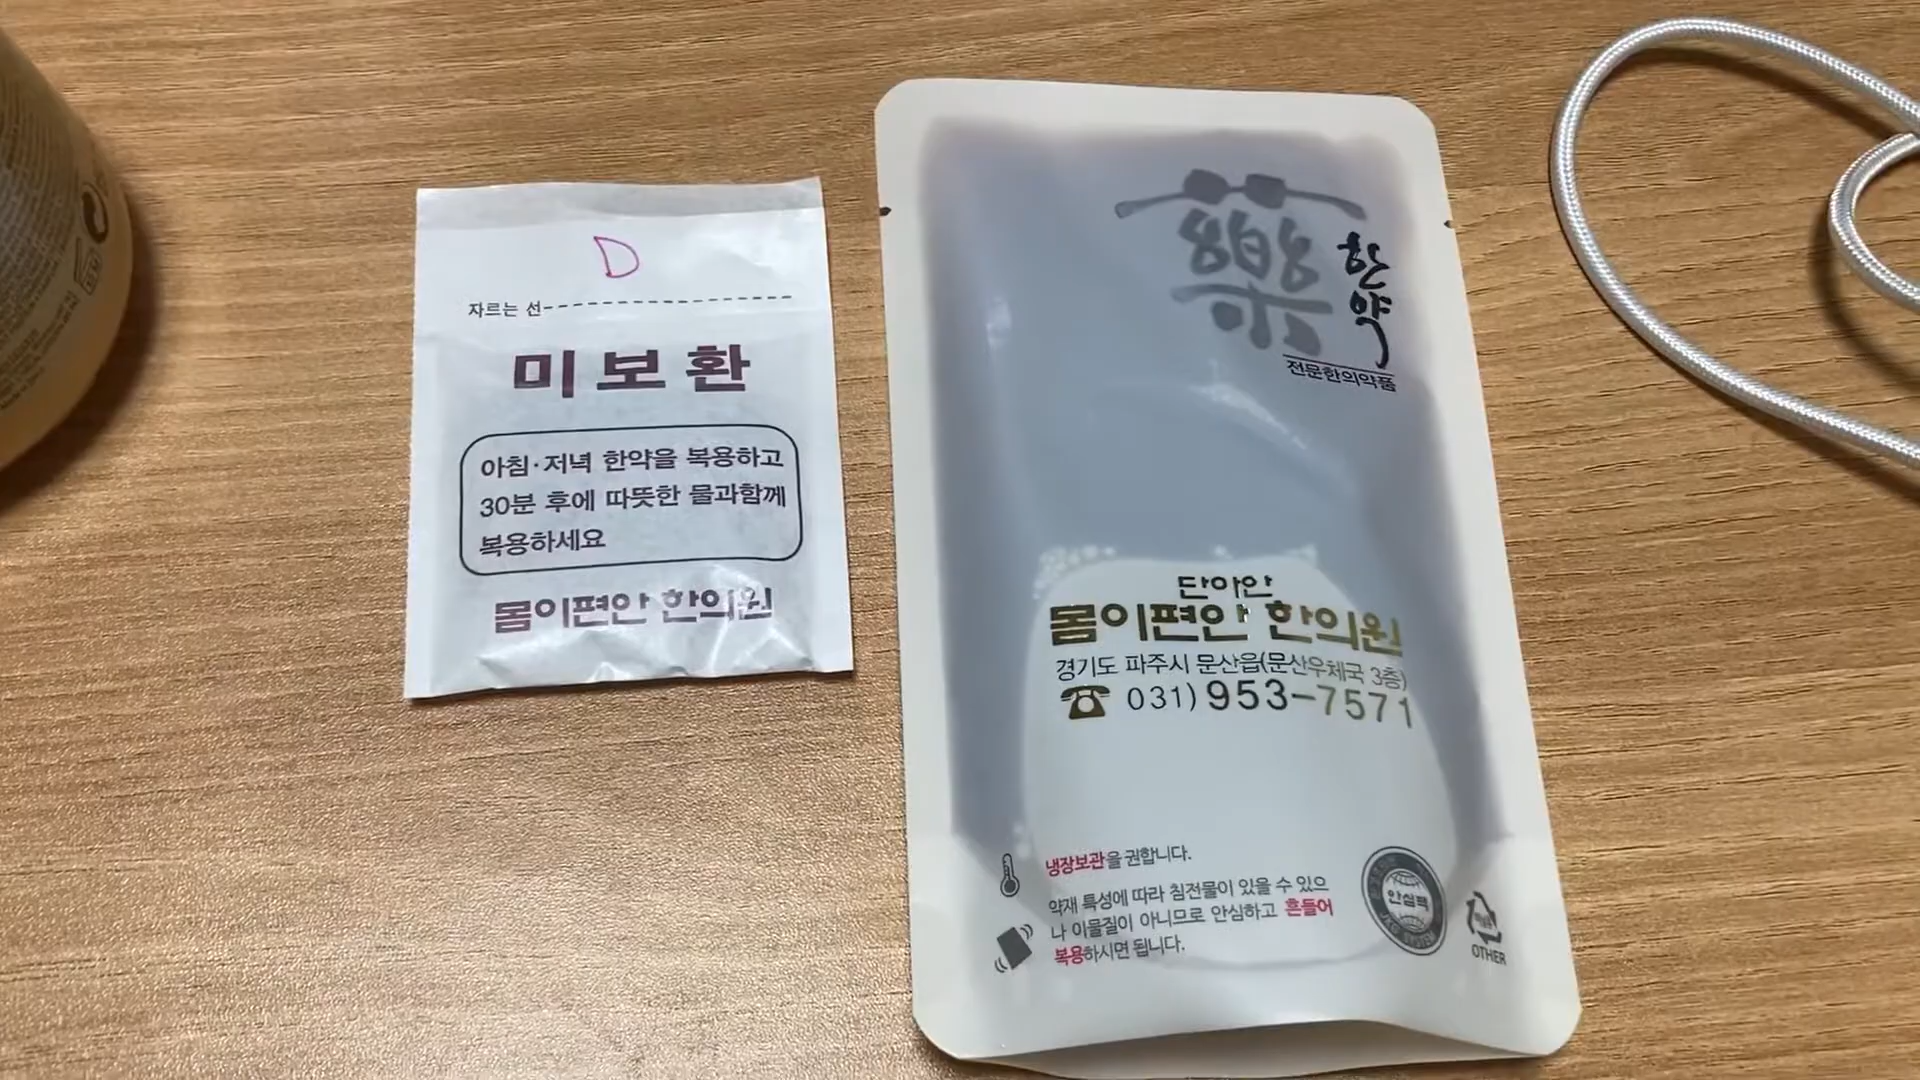 D
자르는 선
미보환
아침·저녁 한약을 복용하고
30분 후에 따뜻한 물과함께
복용하세요
몸이편안 한의원
藥
한약
전문한의약품
단아안
몸이편안 한의원
경기도 파주시 문산읍(문산우체국 3층)
031) 953-7571
냉장보관을 권합니다.
약재 특성에 따라 침전물이 있을 수 있으
나 이물질이 아니므로 안심하고 흔들어
복용하시면 됩니다.
안심팩
OTHER